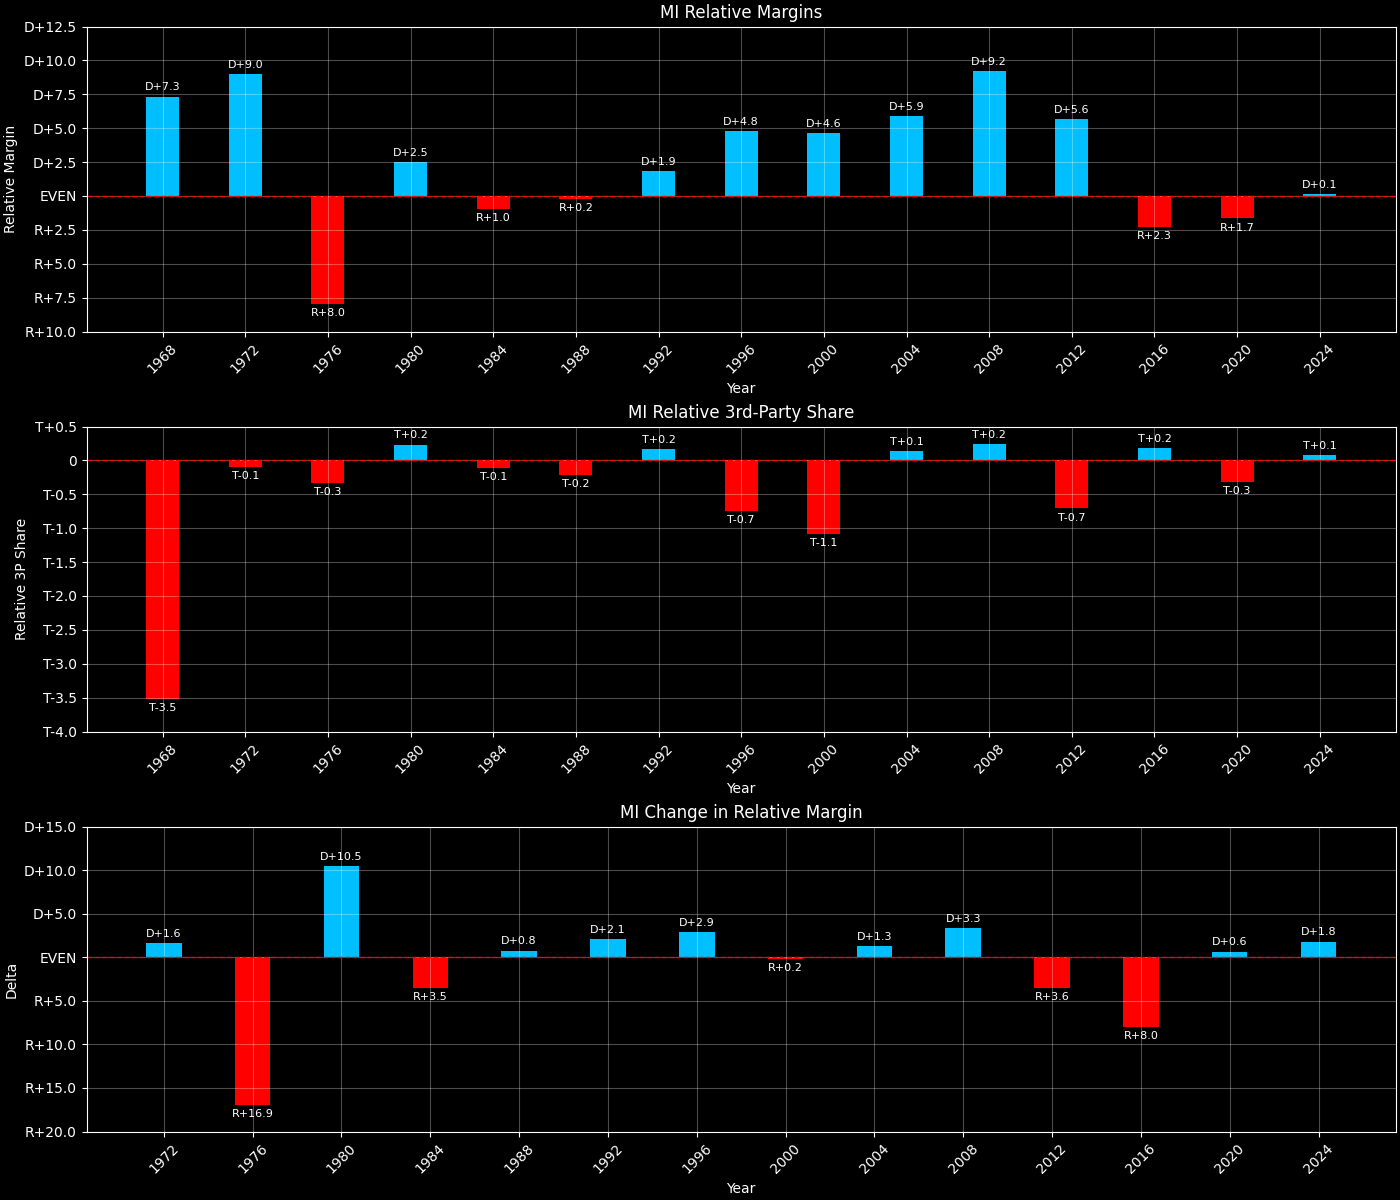 MI Relative Margins
Relative Margin
D+12.5
D+10.0
D+7.5
D+5.0
D+2.5
EVEN
R+2.5
R+5.0
R+7.5
R+10.0
D+7.3
D+9.0
R+8.0
D+2.5
R+1.0
R+0.2
D+1.9
D+4.8
D+4.6
D+5.9
D+9.2
D+5.6
R+2.3
R+1.7
D+0.1
1968
1972
1976
1980
1984
1988
1992
1996
2000
2004
2008
2012
2016
2020
2024
Year
MI Relative 3rd-Party Share
Relative 3P Share
T+0.5
0
T-0.5
T-1.0
T-1.5
T-2.0
T-2.5
T-3.0
T-3.5
T-4.0
T-3.5
T-0.1
T-0.3
T+0.2
T-0.1
T-0.2
T+0.2
T-0.7
T-1.1
T+0.1
T+0.2
T-0.7
T+0.2
T-0.3
T+0.1
1968
1972
1976
1980
1984
1988
1992
1996
2000
2004
2008
2012
2016
2020
2024
Year
MI Change in Relative Margin
Delta
D+15.0
D+10.0
D+5.0
EVEN
R+5.0
R+10.0
R+15.0
R+20.0
D+1.6
R+16.9
D+10.5
R+3.5
D+0.8
D+2.1
D+2.9
R+0.2
D+1.3
D+3.3
R+3.6
R+8.0
D+0.6
D+1.8
1972
1976
1980
1984
1988
1992
1996
2000
2004
2008
2012
2016
2020
2024
Year